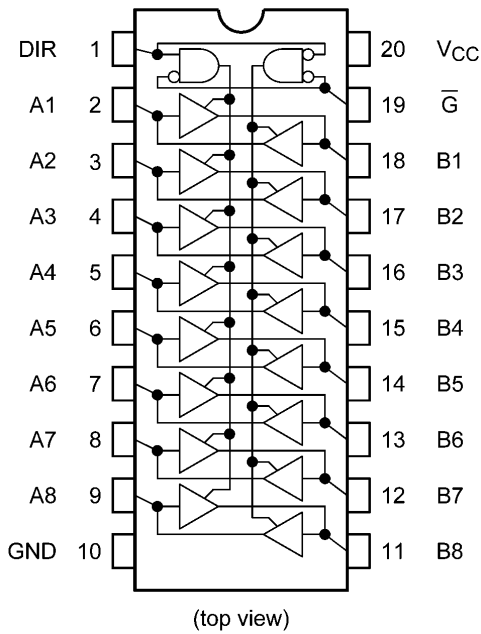 DIR 1 20 VCC
A1 2 19 G̅
A2 3 18 B1
A3 4 17 B2
A4 5 16 B3
A5 6 15 B4
A6 7 14 B5
A7 8 13 B6
A8 9 12 B7
GND 10 11 B8
(top view)